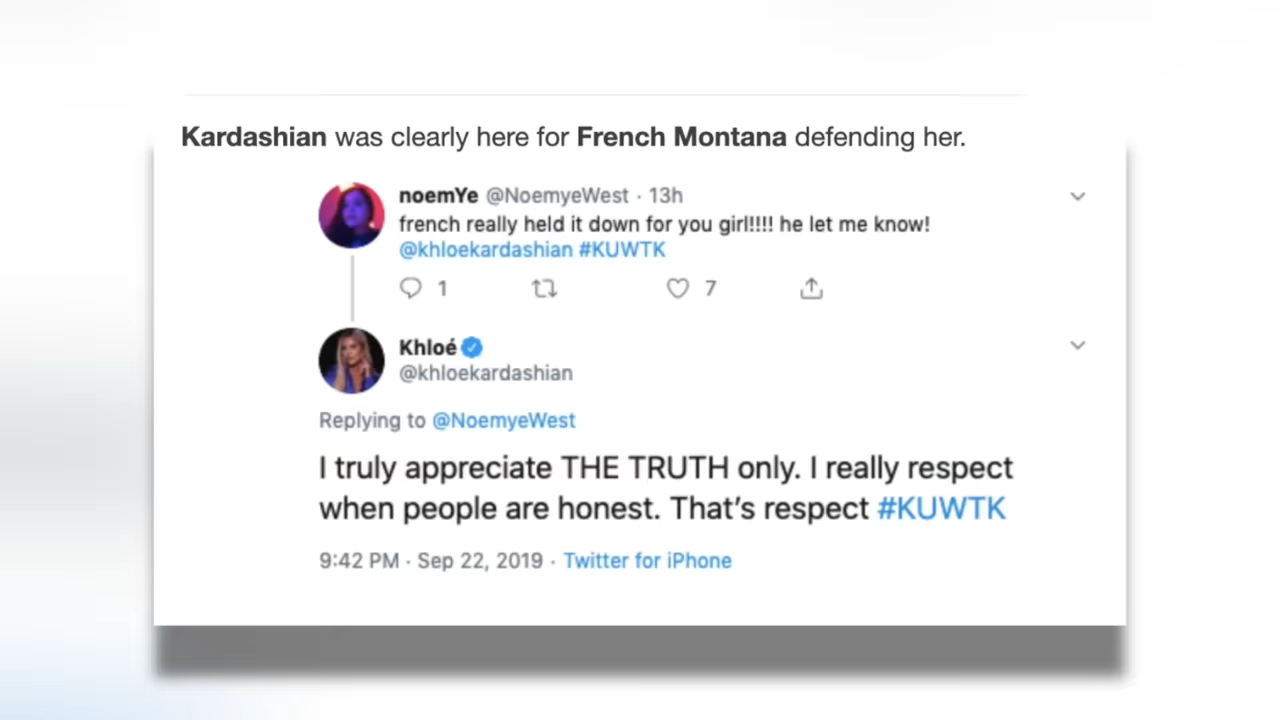 Kardashian was clearly here for French Montana defending her.
noemYe @NoemyeWest · 13h
french really held it down for you girl!!!! he let me know!
@khloekardashian #KUWTK
1 7
Khloé
@khloekardashian
Replying to @NoemyeWest
I truly appreciate THE TRUTH only. I really respect
when people are honest. That’s respect #KUWTK
9:42 PM · Sep 22, 2019 · Twitter for iPhone